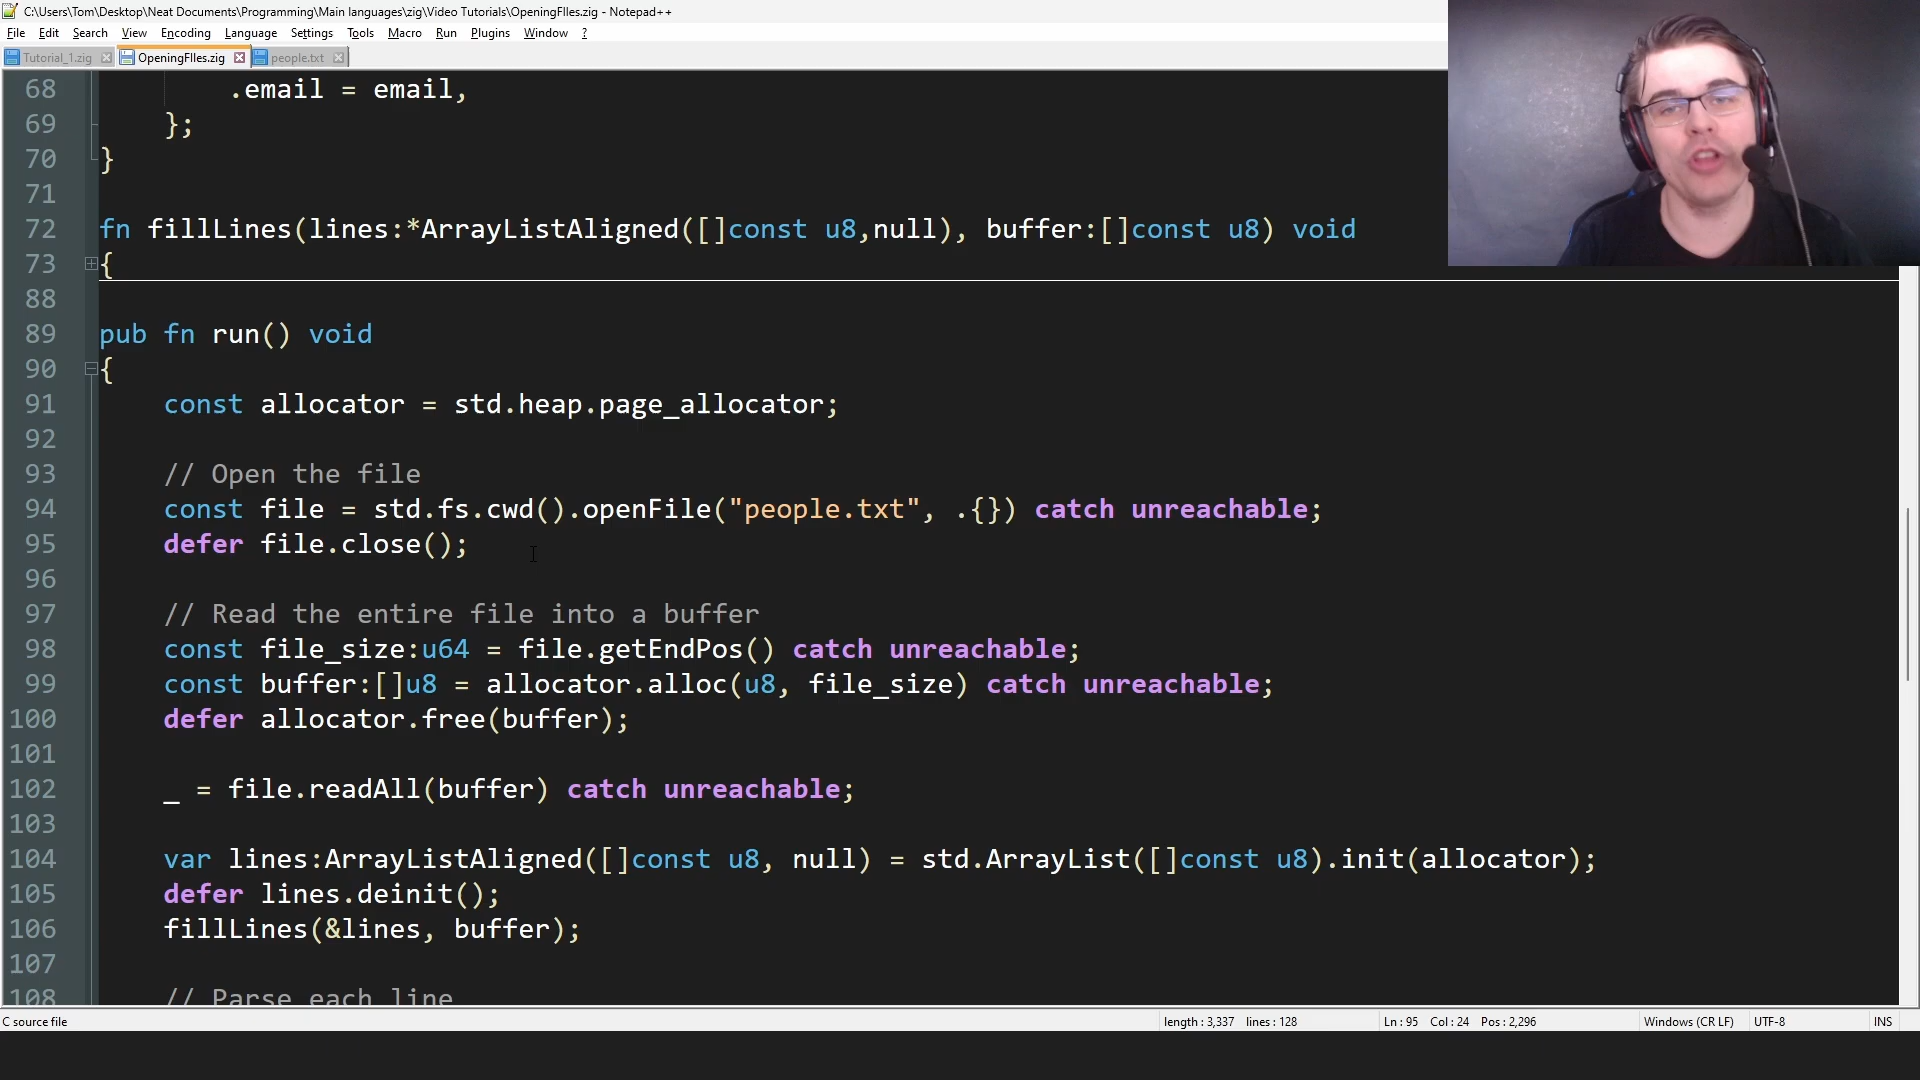 C:\Users\Tom\Desktop\Neat Documents\Programming\Main languages\zig\Video Tutorials\OpeningFIles.zig - Notepad++
File Edit Search View Encoding Language Settings Tools Macro Run Plugins Window ?
Tutorial_1.zig OpeningFIles.zig people.txt
68 .email = email,
69 };
70 }
71
72 fn fillLines(lines:*ArrayListAligned([]const u8,null), buffer:[]const u8) void
73 {
88
89 pub fn run() void
90 {
91 const allocator = std.heap.page_allocator;
92
93 // Open the file
94 const file = std.fs.cwd().openFile("people.txt", .{}) catch unreachable;
95 defer file.close();
96
97 // Read the entire file into a buffer
98 const file_size:u64 = file.getEndPos() catch unreachable;
99 const buffer:[]u8 = allocator.alloc(u8, file_size) catch unreachable;
100 defer allocator.free(buffer);
101
102 _ = file.readAll(buffer) catch unreachable;
103
104 var lines:ArrayListAligned([]const u8, null) = std.ArrayList([]const u8).init(allocator);
105 defer lines.deinit();
106 fillLines(&lines, buffer);
107
108 // Parse each line
C source file length : 3,337 lines : 128 Ln : 95 Col : 24 Pos : 2,296 Windows (CR LF) UTF-8 INS